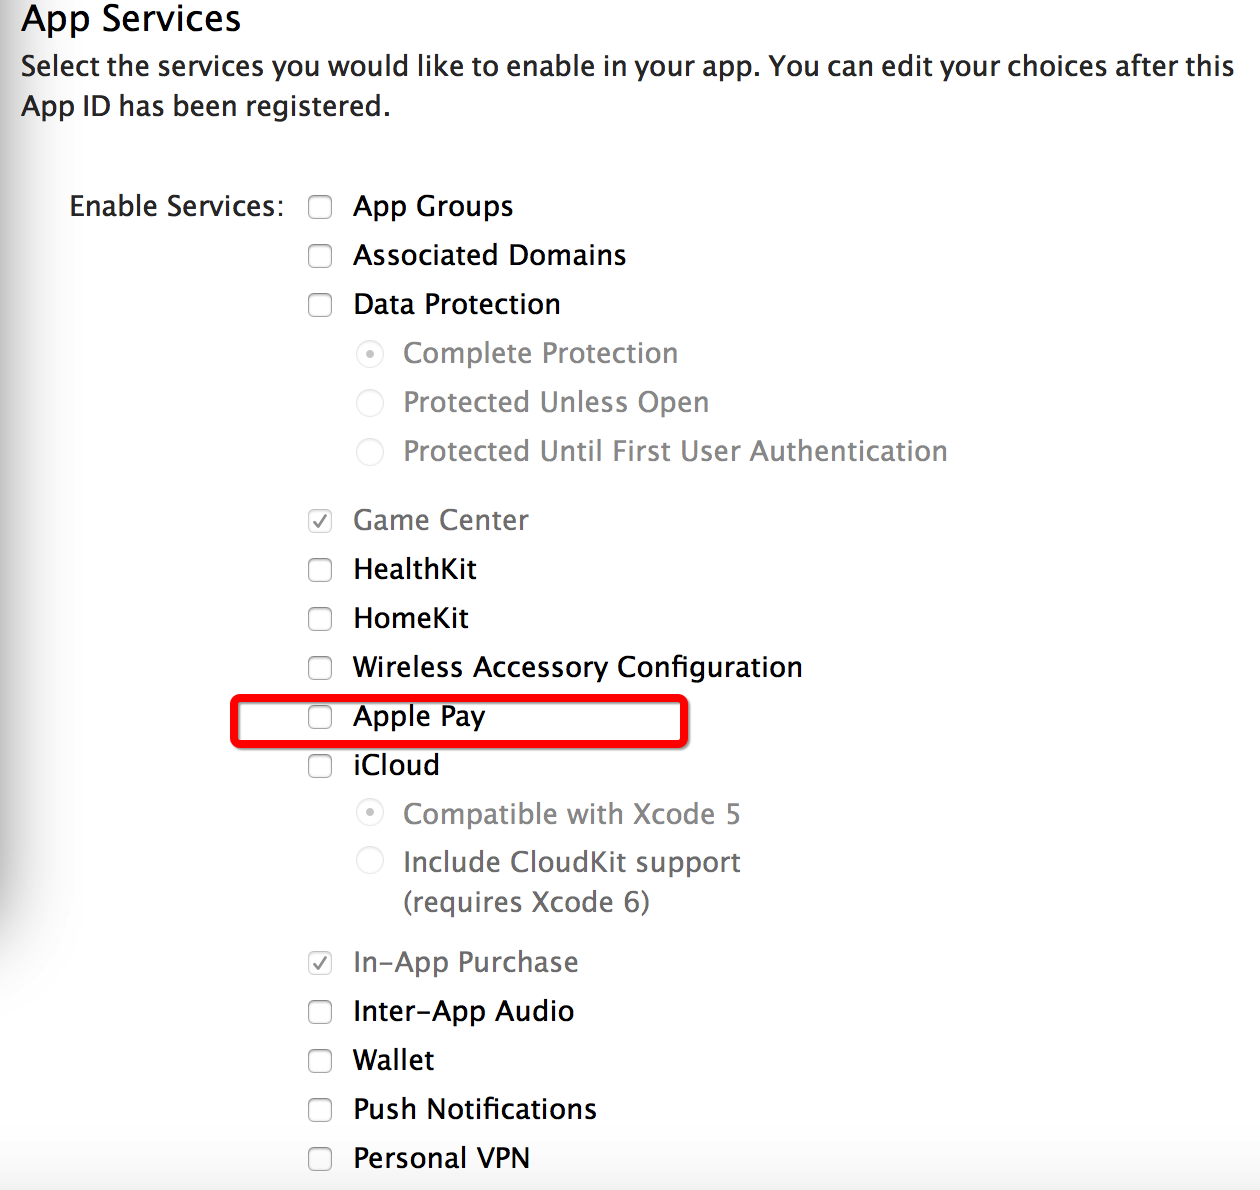 App Services
Select the services you would like to enable in your app. You can edit your choices after this
App ID has been registered.
Enable Services: App Groups
Associated Domains
Data Protection
Complete Protection
Protected Unless Open
Protected Until First User Authentication
Game Center
HealthKit
HomeKit
Wireless Accessory Configuration
Apple Pay
iCloud
Compatible with Xcode 5
Include CloudKit support
(requires Xcode 6)
In-App Purchase
Inter-App Audio
Wallet
Push Notifications
Personal VPN